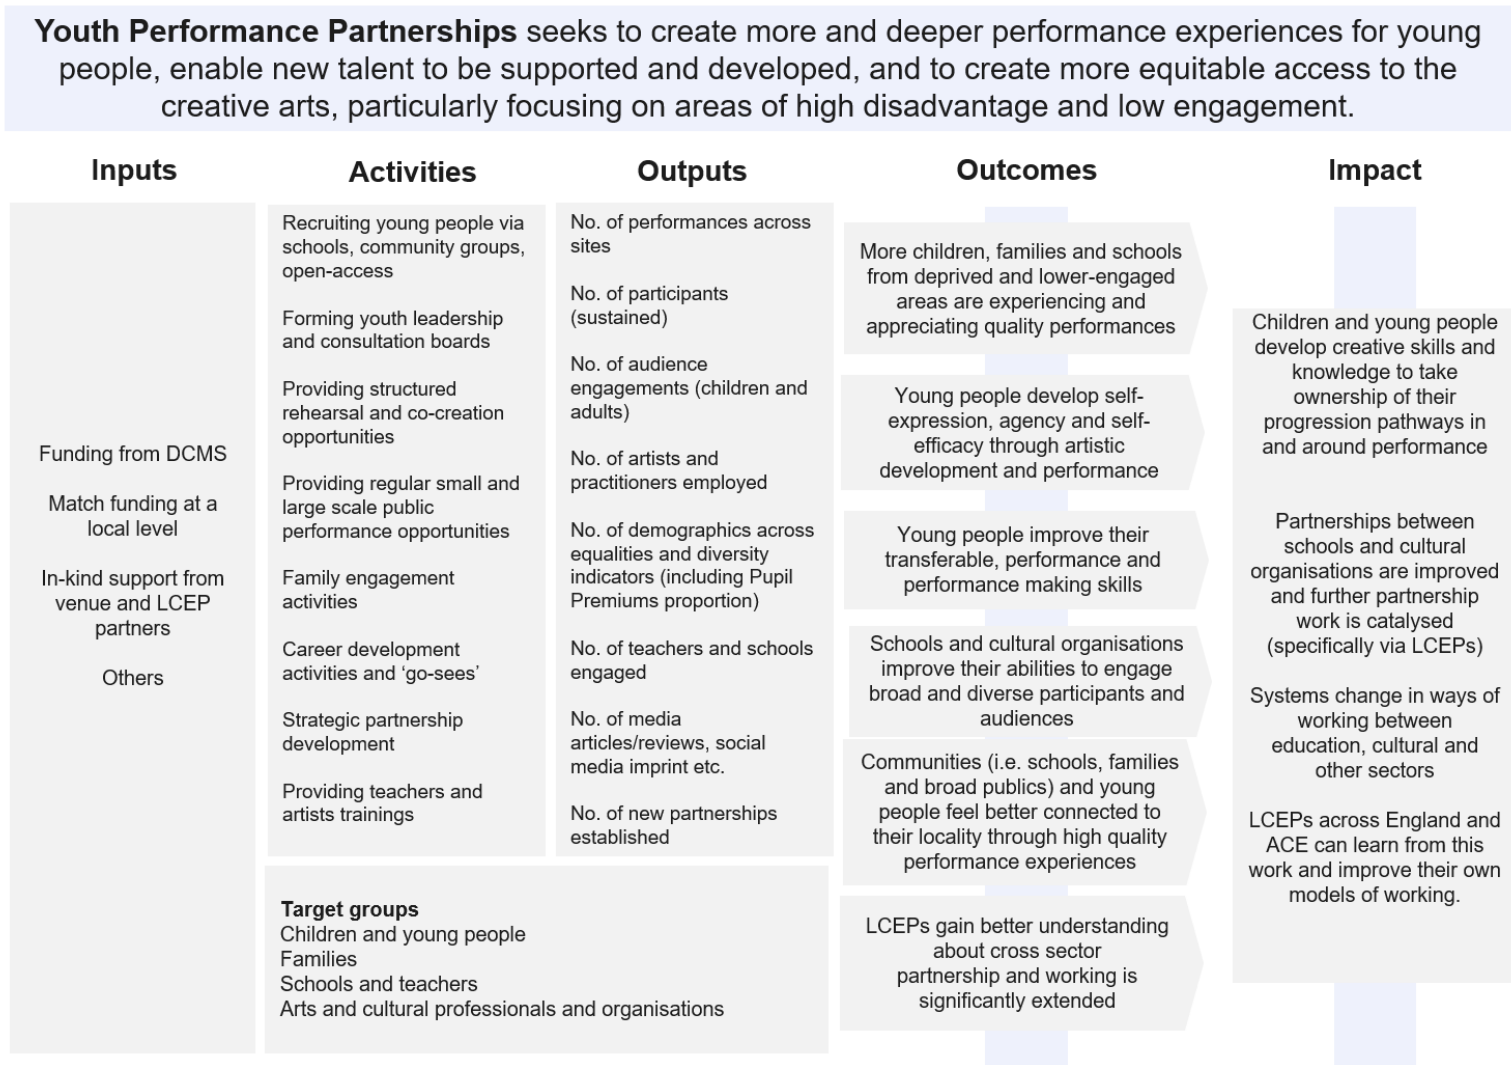 Youth Performance Partnerships seeks to create more and deeper performance experiences for young
people, enable new talent to be supported and developed, and to create more equitable access to the
creative arts, particularly focusing on areas of high disadvantage and low engagement.
Inputs
Funding from DCMS
Match funding at a
local level
In-kind support from
venue and LCEP
partners
Others
Activities
Recruiting young people via
schools, community groups,
open-access
Forming youth leadership
and consultation boards
Providing structured
rehearsal and co-creation
opportunities
Providing regular small and
large scale public
performance opportunities
Family engagement
activities
Career development
activities and ‘go-sees’
Strategic partnership
development
Providing teachers and
artists trainings
Outputs
No. of performances across
sites
No. of participants
(sustained)
No. of audience
engagements (children and
adults)
No. of artists and
practitioners employed
No. of demographics across
equalities and diversity
indicators (including Pupil
Premiums proportion)
No. of teachers and schools
engaged
No. of media
articles/reviews, social
media imprint etc.
No. of new partnerships
established
Target groups
Children and young people
Families
Schools and teachers
Arts and cultural professionals and organisations
Outcomes
More children, families and schools
from deprived and lower-engaged
areas are experiencing and
appreciating quality performances
Young people develop self-
expression, agency and self-
efficacy through artistic
development and performance
Young people improve their
transferable, performance and
performance making skills
Schools and cultural organisations
improve their abilities to engage
broad and diverse participants and
audiences
Communities (i.e. schools, families
and broad publics) and young
people feel better connected to
their locality through high quality
performance experiences
LCEPs gain better understanding
about cross sector
partnership and working is
significantly extended
Impact
Children and young people
develop creative skills and
knowledge to take
ownership of their
progression pathways in
and around performance
Partnerships between
schools and cultural
organisations are improved
and further partnership
work is catalysed
(specifically via LCEPs)
Systems change in ways of
working between
education, cultural and
other sectors
LCEPs across England and
ACE can learn from this
work and improve their own
models of working.